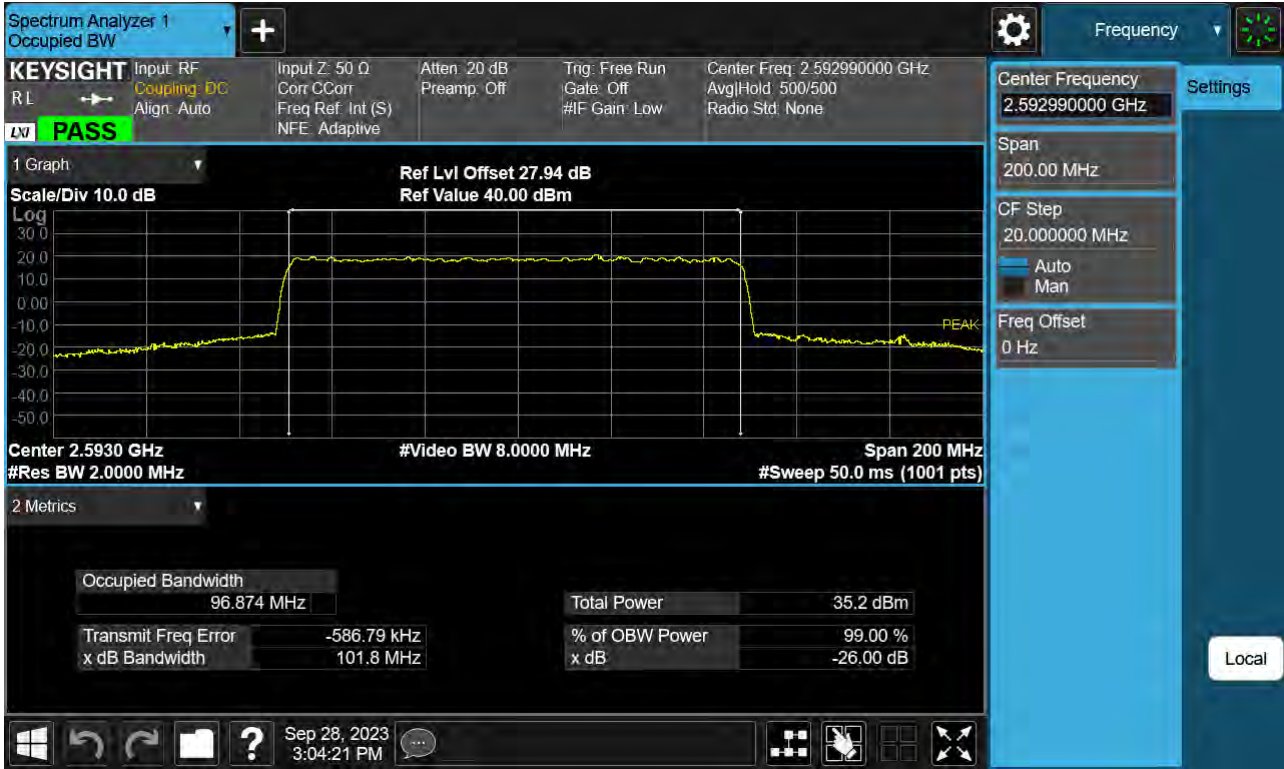 Spectrum Analyzer 1
Occupied BW
+
Frequency
KEYSIGHT
R L
LXI
PASS
Input: RF
Coupling: DC
Align: Auto
Input Z: 50 Ω
Corr CCorr
Freq Ref: Int (S)
NFE: Adaptive
Atten: 20 dB
Preamp: Off
Trig: Free Run
Gate: Off
#IF Gain: Low
Center Freq: 2.592990000 GHz
Avg|Hold: 500/500
Radio Std: None
1 Graph
Scale/Div 10.0 dB
Ref Lvl Offset 27.94 dB
Ref Value 40.00 dBm
Log
30.0
20.0
10.0
0.00
-10.0
-20.0
-30.0
-40.0
-50.0
PEAK
Center 2.5930 GHz
#Video BW 8.0000 MHz
Span 200 MHz
#Res BW 2.0000 MHz
#Sweep 50.0 ms (1001 pts)
2 Metrics
Occupied Bandwidth
96.874 MHz
Transmit Freq Error -586.79 kHz
x dB Bandwidth 101.8 MHz
Total Power 35.2 dBm
% of OBW Power 99.00 %
x dB -26.00 dB
Center Frequency
2.592990000 GHz
Span
200.00 MHz
CF Step
20.000000 MHz
Auto
Man
Freq Offset
0 Hz
Settings
Local
?
Sep 28, 2023
3:04:21 PM